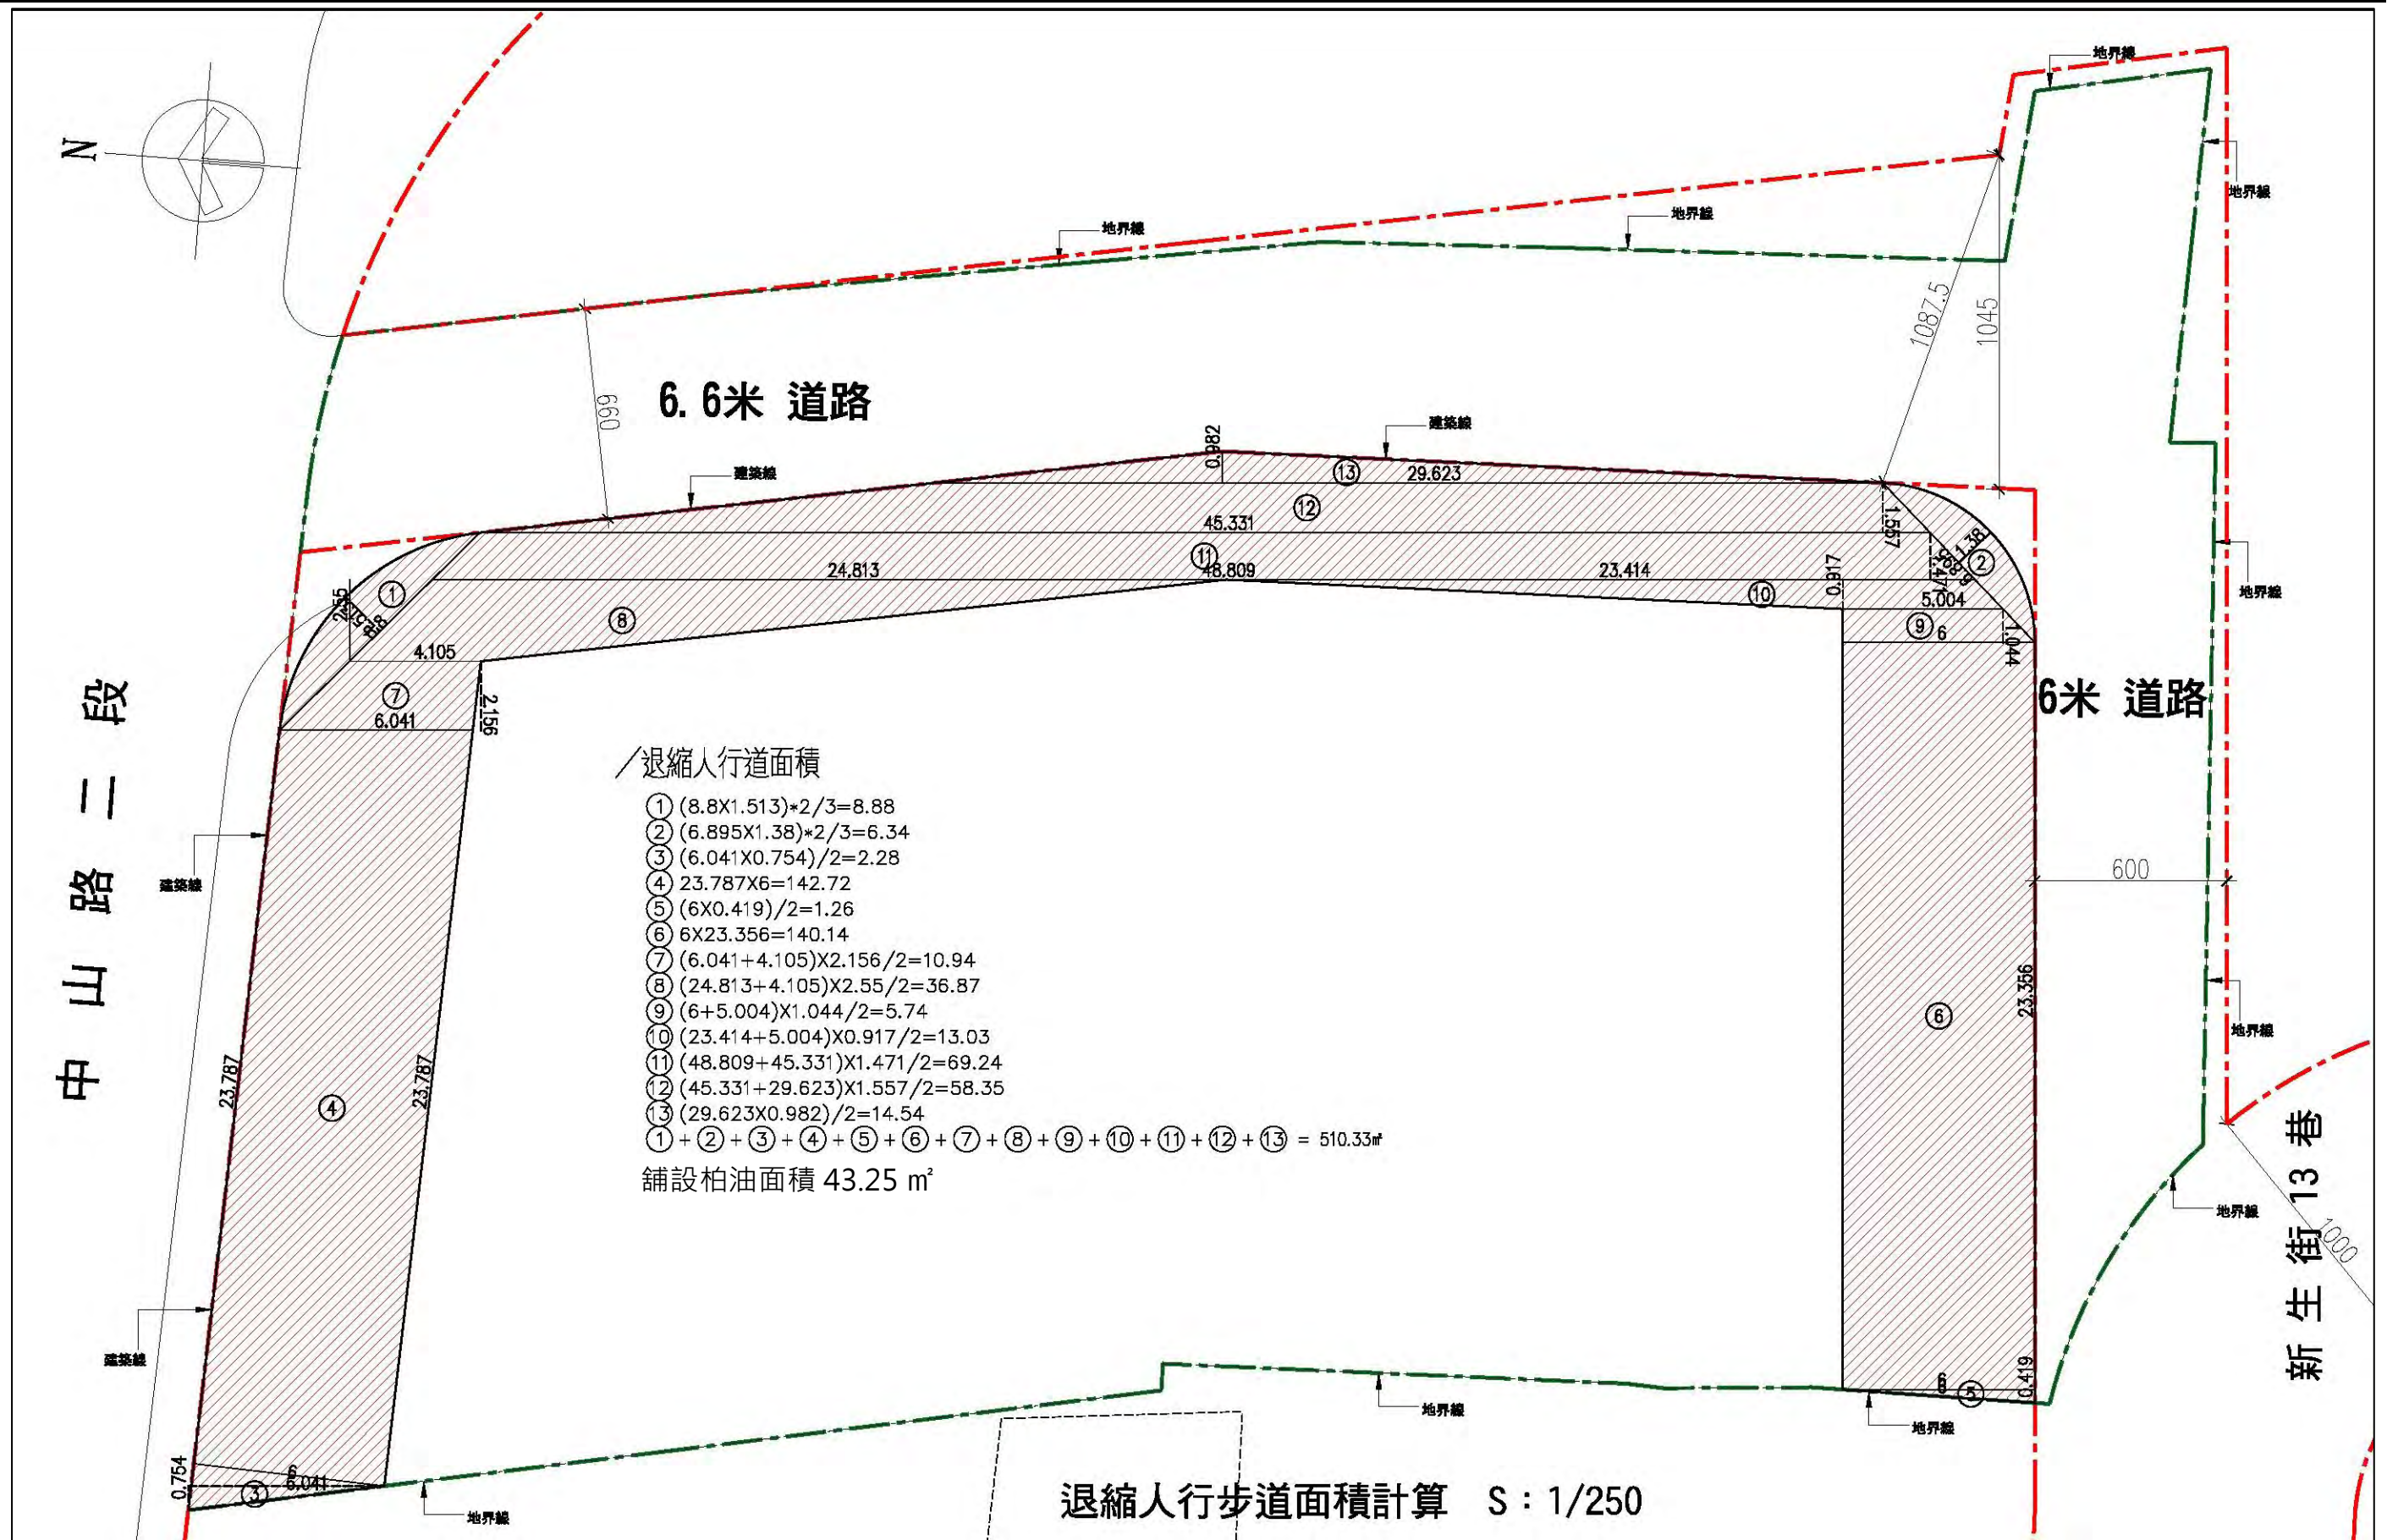 N
地界線
地界線
地界線
地界線
1087.5
1045
6.6米 道路
660
建築線
0.982
建築線
13
29.623
12
45.331
1.557
1.38
2
11
24.813
48.809
23.414
0.917
1.471
6.895
地界線
1
2.55
1.513
8.8
8
10
5.004
9
6
1.044
4.105
7
6.041
2.156
6米 道路
中山路二段
建築線
退縮人行道面積
① (8.8X1.513)*2/3=8.88
② (6.895X1.38)*2/3=6.34
③ (6.041X0.754)/2=2.28
④ 23.787X6=142.72
⑤ (6X0.419)/2=1.26
⑥ 6X23.356=140.14
⑦ (6.041+4.105)X2.156/2=10.94
⑧ (24.813+4.105)X2.55/2=36.87
⑨ (6+5.004)X1.044/2=5.74
⑩ (23.414+5.004)X0.917/2=13.03
⑪ (48.809+45.331)X1.471/2=69.24
⑫ (45.331+29.623)X1.557/2=58.35
⑬ (29.623X0.982)/2=14.54
①+②+③+④+⑤+⑥+⑦+⑧+⑨+⑩+⑪+⑫+⑬ = 510.33㎡
舖設柏油面積 43.25 ㎡
600
23.356
6
地界線
23.787
4
23.787
地界線
新生街13巷
1000
建築線
地界線
地界線
6
5
0.419
0.754
6
6.041
3
地界線
退縮人行步道面積計算 S：1/250